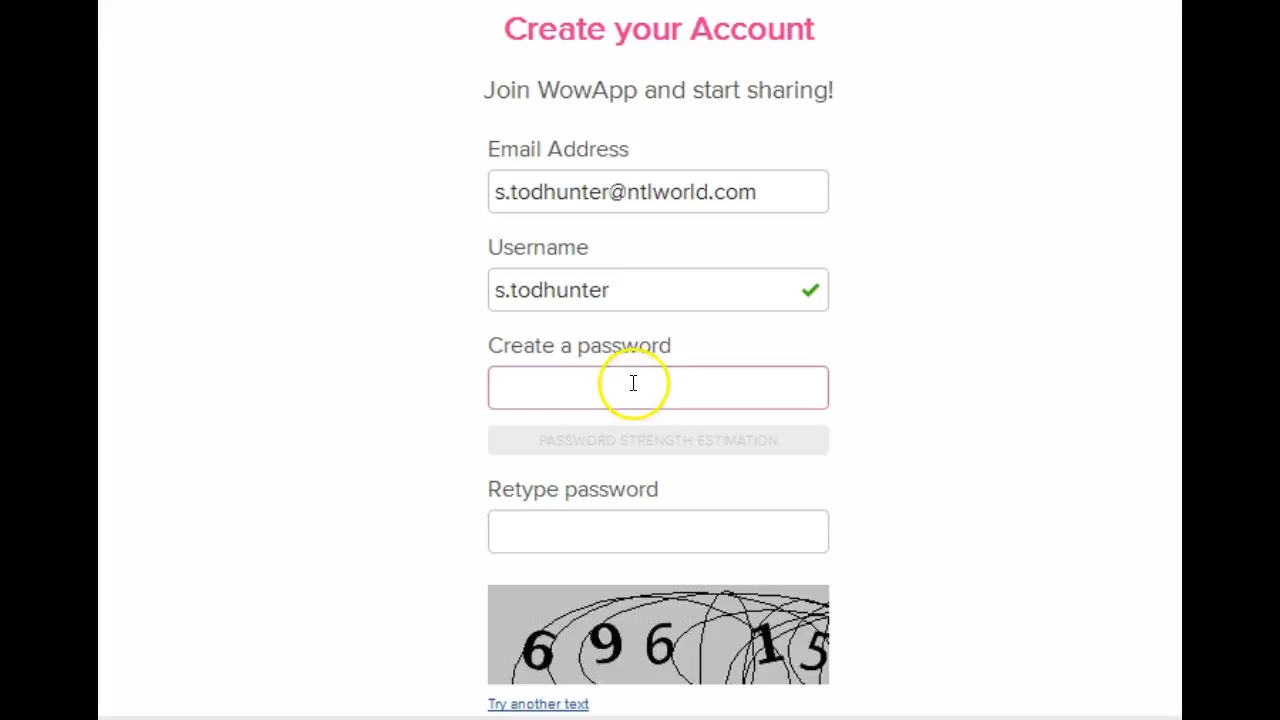 Create your Account
Join WowApp and start sharing!
Email Address
s.todhunter@ntlworld.com
Username
s.todhunter
Create a password
PASSWORD STRENGTH ESTIMATION
Retype password
6 9 6 1 5
Try another text